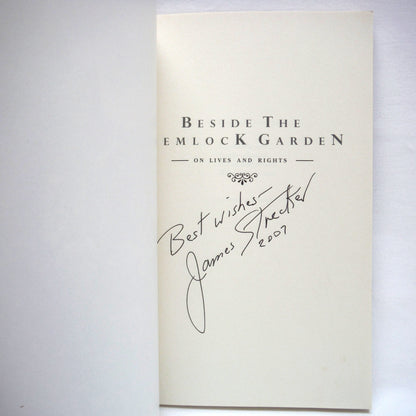 BESIDE THE
EMLOCK GARDEN
ON LIVES AND RIGHTS
Best wishes—
James Strecker
2007